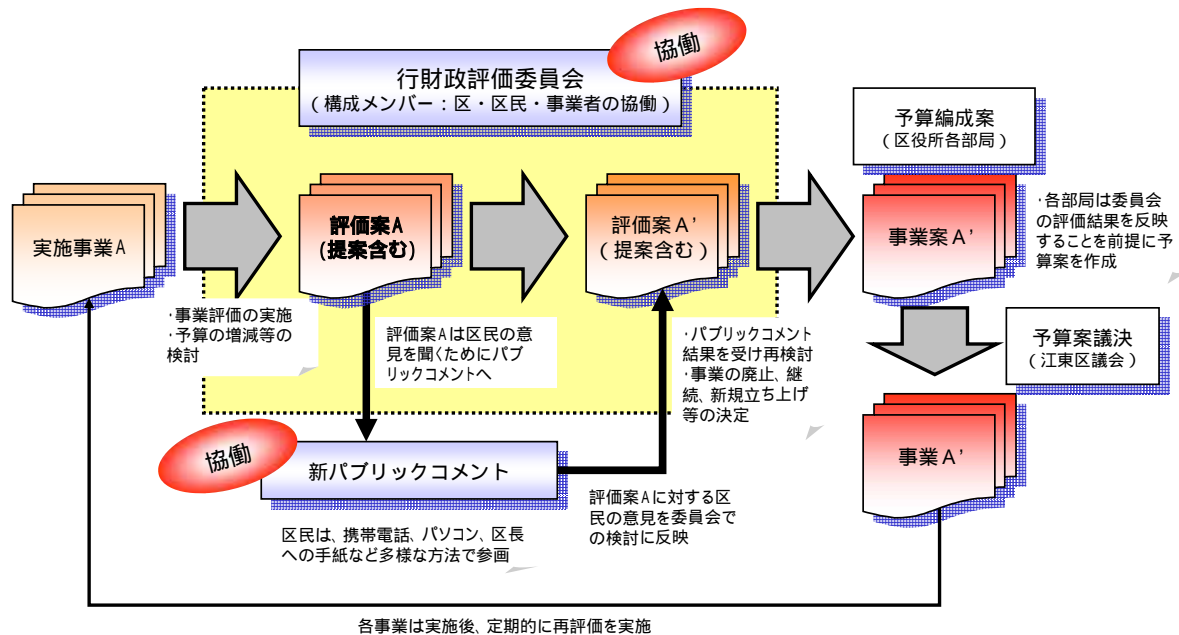 協働
行財政評価委員会
(構成メンバー:区・区民・事業者の協働)
予算編成案
(区役所各部局)
実施事業A
評価案A
(提案含む)
評価案A'
(提案含む)
事業案A'
・各部局は委員会
の評価結果を反映
することを前提に予
算案を作成
・事業評価の実施
・予算の増減等の
検討
評価案Aは区民の意
見を聞くためにパブ
リックコメントへ
・パブリックコメント
結果を受け再検討
・事業の廃止、継
続、新規立ち上げ
等の決定
予算案議決
(江東区議会)
事業A'
協働
新パブリックコメント
区民は、携帯電話、パソコン、区長
への手紙など多様な方法で参画
評価案Aに対する区
民の意見を委員会で
の検討に反映
各事業は実施後、定期的に再評価を実施